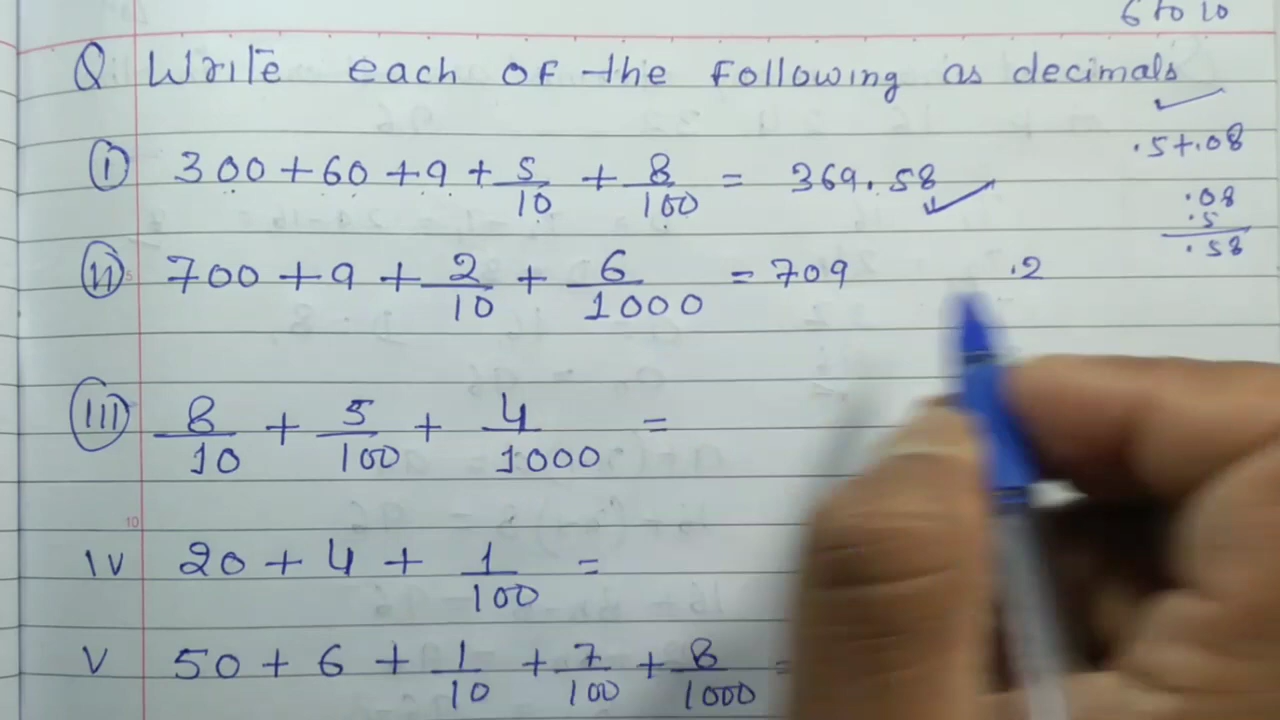 6 to 10
Q Write each of the following as decimals
.5+.08
(i) 300 + 60 + 9 + 5/10 + 8/100 = 369.58
.08
.5
.58
(ii) 700 + 9 + 2/10 + 6/1000 = 709 .2
(iii) 8/10 + 5/100 + 4/1000 =
10
iv 20 + 4 + 1/100 =
v 50 + 6 + 1/10 + 7/100 + 8/1000 =